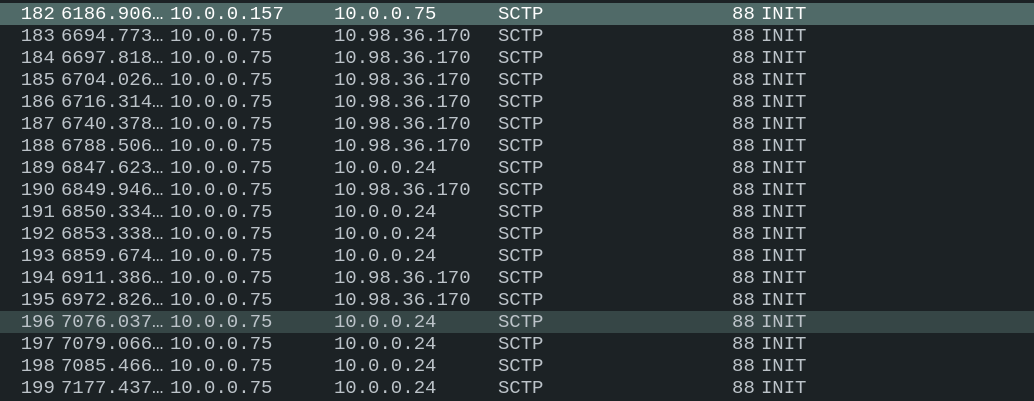 182 6186.906… 10.0.0.157 10.0.0.75 SCTP 88 INIT
183 6694.773… 10.0.0.75 10.98.36.170 SCTP 88 INIT
184 6697.818… 10.0.0.75 10.98.36.170 SCTP 88 INIT
185 6704.026… 10.0.0.75 10.98.36.170 SCTP 88 INIT
186 6716.314… 10.0.0.75 10.98.36.170 SCTP 88 INIT
187 6740.378… 10.0.0.75 10.98.36.170 SCTP 88 INIT
188 6788.506… 10.0.0.75 10.98.36.170 SCTP 88 INIT
189 6847.623… 10.0.0.75 10.0.0.24 SCTP 88 INIT
190 6849.946… 10.0.0.75 10.98.36.170 SCTP 88 INIT
191 6850.334… 10.0.0.75 10.0.0.24 SCTP 88 INIT
192 6853.338… 10.0.0.75 10.0.0.24 SCTP 88 INIT
193 6859.674… 10.0.0.75 10.0.0.24 SCTP 88 INIT
194 6911.386… 10.0.0.75 10.98.36.170 SCTP 88 INIT
195 6972.826… 10.0.0.75 10.98.36.170 SCTP 88 INIT
196 7076.037… 10.0.0.75 10.0.0.24 SCTP 88 INIT
197 7079.066… 10.0.0.75 10.0.0.24 SCTP 88 INIT
198 7085.466… 10.0.0.75 10.0.0.24 SCTP 88 INIT
199 7177.437… 10.0.0.75 10.0.0.24 SCTP 88 INIT